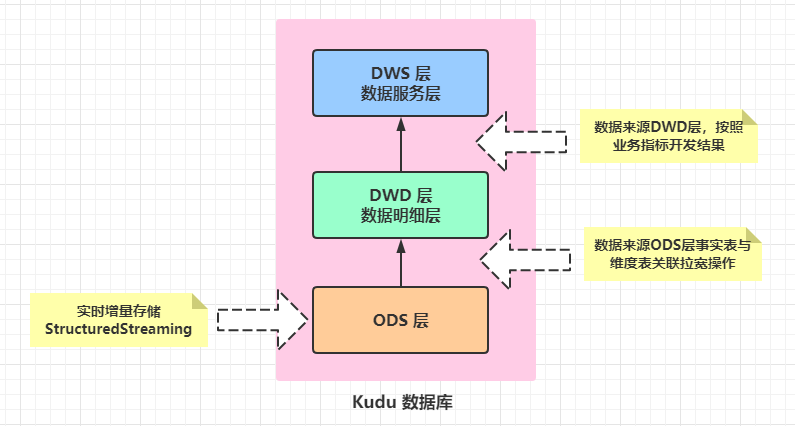 DWS 层
数据服务层
数据来源DWD层，按照
业务指标开发结果
DWD 层
数据明细层
数据来源ODS层事实表与
维度表关联拉宽操作
实时增量存储
StructuredStreaming
ODS 层
Kudu 数据库